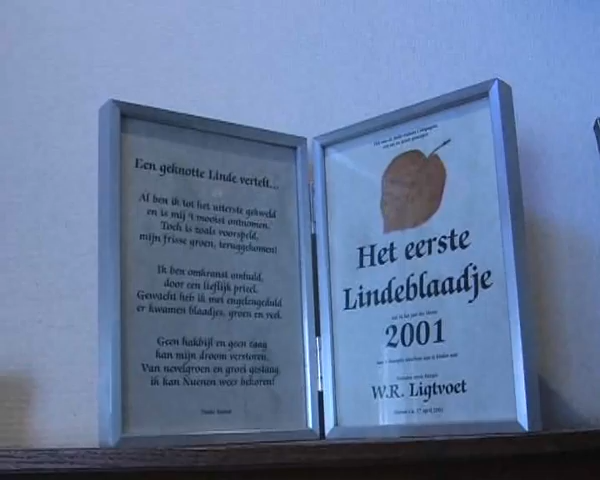 Een geknotte Linde vertelt...
Al ben ik tot het uiterste gekweld
en is mij 't mooist ontnomen.
Toch is zoals voorspeld,
mijn frisse groen, teruggekomen!
Ik ben omkranst omhuld,
door een lieflijk prieel.
Gewacht heb ik met engelengeduld
er kwamen blaadjes, groen en veel.
Geen hakbijl en geen zaag
kan mijn droom verstoren.
Van nevelgroen en groei gestaag
ik kan Nuenen weer bekoren!
Het eerste
Lindeblaadje
2001
W.R. Ligtvoet